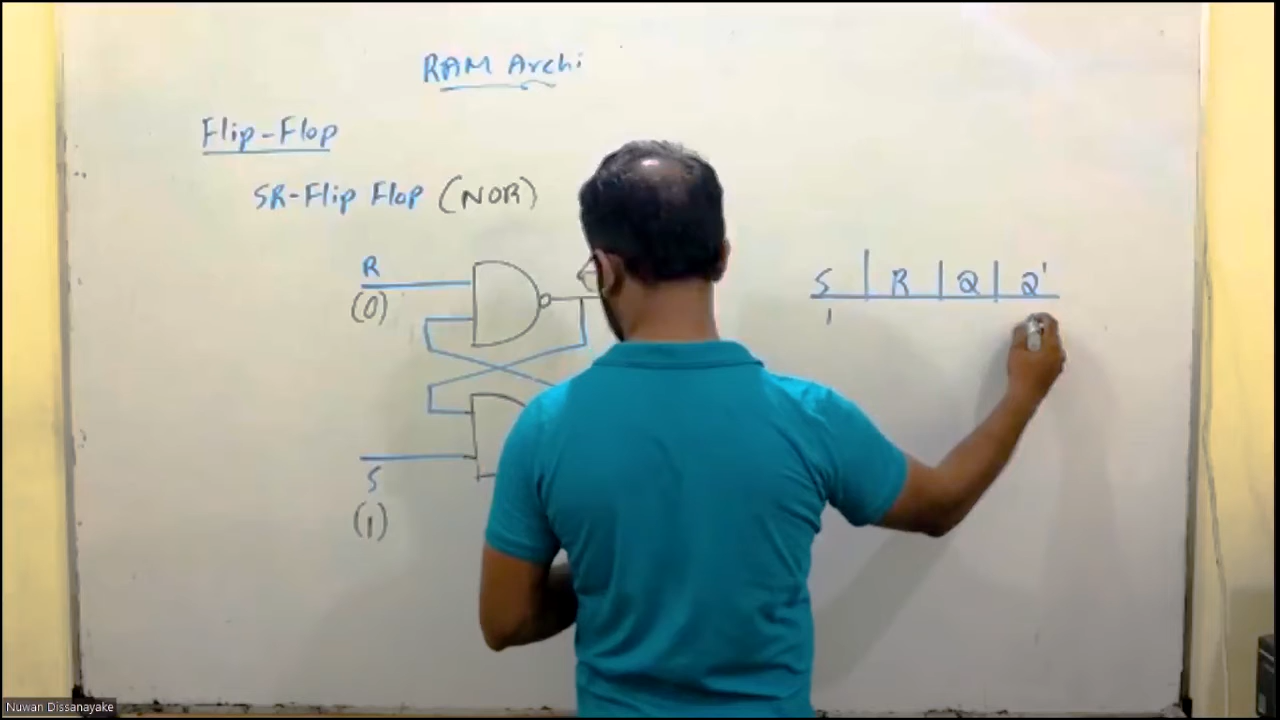 RAM Archi
Flip-Flop
SR-Flip Flop (NOR)
R
(0)
S
(1)
S R Q Q'
1
Nuwan Dissanayake